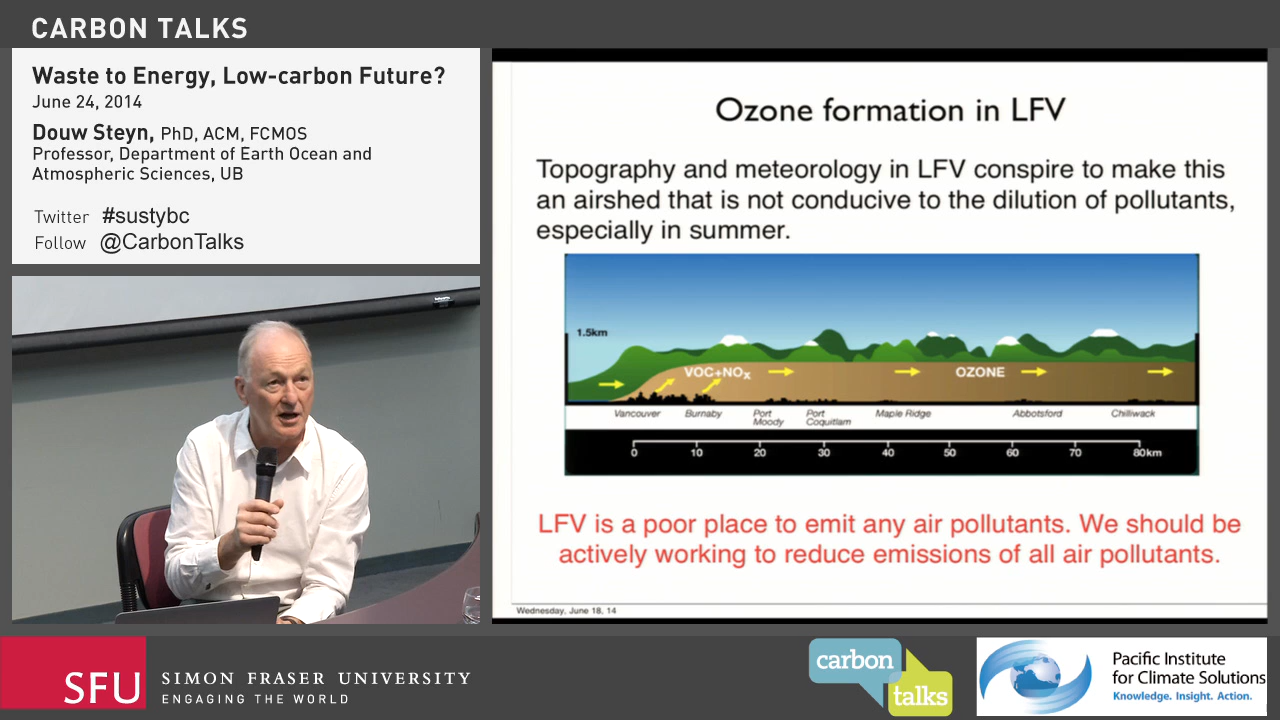 CARBON TALKS
Waste to Energy, Low-carbon Future?
June 24, 2014
Douw Steyn, PhD, ACM, FCMOS
Professor, Department of Earth Ocean and
Atmospheric Sciences, UB
Twitter #sustybc
Follow @CarbonTalks
Ozone formation in LFV
Topography and meteorology in LFV conspire to make this
an airshed that is not conducive to the dilution of pollutants,
especially in summer.
1.5km
VOC+NOx
OZONE
Vancouver Burnaby Port Moody Port Coquitlam Maple Ridge Abbotsford Chilliwack
0 10 20 30 40 50 60 70 80km
LFV is a poor place to emit any air pollutants. We should be
actively working to reduce emissions of all air pollutants.
Wednesday, June 18, 14
SFU
SIMON FRASER UNIVERSITY
ENGAGING THE WORLD
carbon
talks
Pacific Institute
for Climate Solutions
Knowledge. Insight. Action.